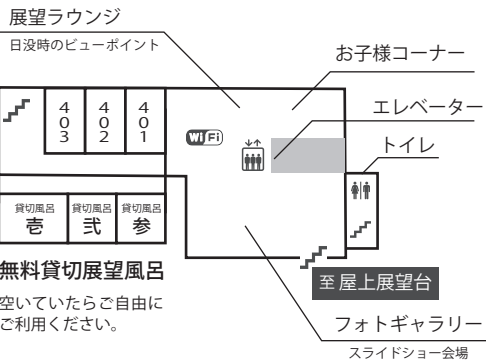 展望ラウンジ
日没時のビューポイント
お子様コーナー
エレベーター
トイレ
403
402
401
WiFi
貸切風呂
壱
貸切風呂
弐
貸切風呂
参
無料貸切展望風呂
空いていたらご自由に
ご利用ください。
至屋上展望台
フォトギャラリー
スライドショー会場